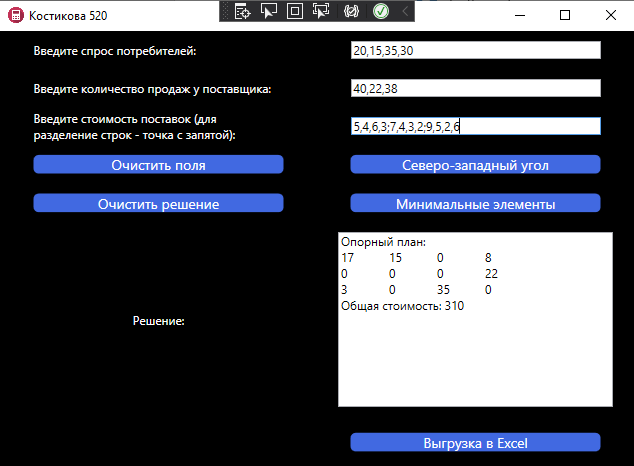 Костикова 520
Введите спрос потребителей:
20,15,35,30
Введите количество продаж у поставщика:
40,22,38
Введите стоимость поставок (для
разделение строк - точка с запятой):
5,4,6,3;7,4,3,2;9,5,2,6
Очистить поля
Северо-западный угол
Очистить решение
Минимальные элементы
Решение:
Опорный план:
17 15 0 8
0 0 0 22
3 0 35 0
Общая стоимость: 310
Выгрузка в Excel